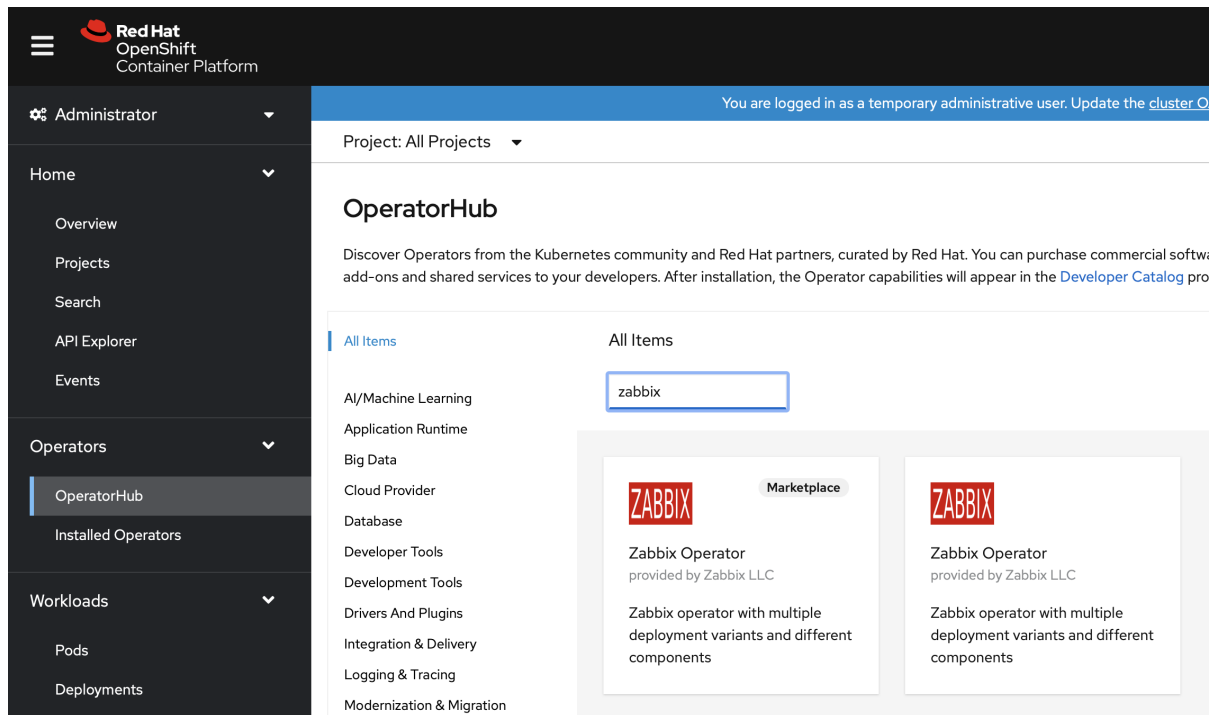 Red Hat
OpenShift
Container Platform
Administrator
You are logged in as a temporary administrative user. Update the cluster O
Project: All Projects
Home
Overview
Projects
Search
API Explorer
Events
Operators
OperatorHub
Installed Operators
Workloads
Pods
Deployments
OperatorHub
Discover Operators from the Kubernetes community and Red Hat partners, curated by Red Hat. You can purchase commercial softwa
add-ons and shared services to your developers. After installation, the Operator capabilities will appear in the Developer Catalog pro
All Items
AI/Machine Learning
Application Runtime
Big Data
Cloud Provider
Database
Developer Tools
Development Tools
Drivers And Plugins
Integration & Delivery
Logging & Tracing
Modernization & Migration
All Items
zabbix
ZABBIX
Marketplace
Zabbix Operator
provided by Zabbix LLC
Zabbix operator with multiple
deployment variants and different
components
ZABBIX
Zabbix Operator
provided by Zabbix LLC
Zabbix operator with multiple
deployment variants and different
components